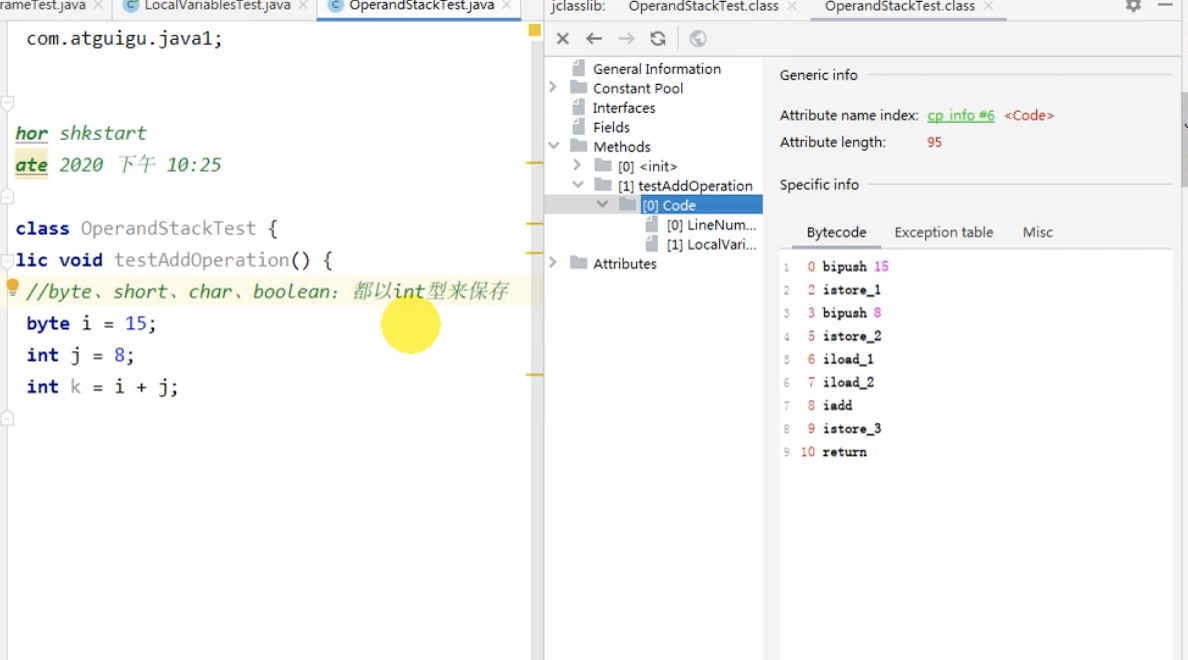 rameTest.java
LocalVariablesTest.java
OperandStackTest.java
com.atguigu.java1;
hor shkstart
ate 2020 下午 10:25
class OperandStackTest {
lic void testAddOperation() {
//byte、short、char、boolean：都以int型来保存
byte i = 15;
int j = 8;
int k = i + j;
jclasslib:
OperandStackTest.class
OperandStackTest.class
General Information
Constant Pool
Interfaces
Fields
Methods
[0] <init>
[1] testAddOperation
[0] Code
[0] LineNum...
[1] LocalVari...
Attributes
Generic info
Attribute name index: cp info #6 <Code>
Attribute length: 95
Specific info
Bytecode Exception table Misc
1 0 bipush 15
2 2 istore_1
3 3 bipush 8
4 5 istore_2
5 6 iload_1
6 7 iload_2
7 8 iadd
8 9 istore_3
9 10 return